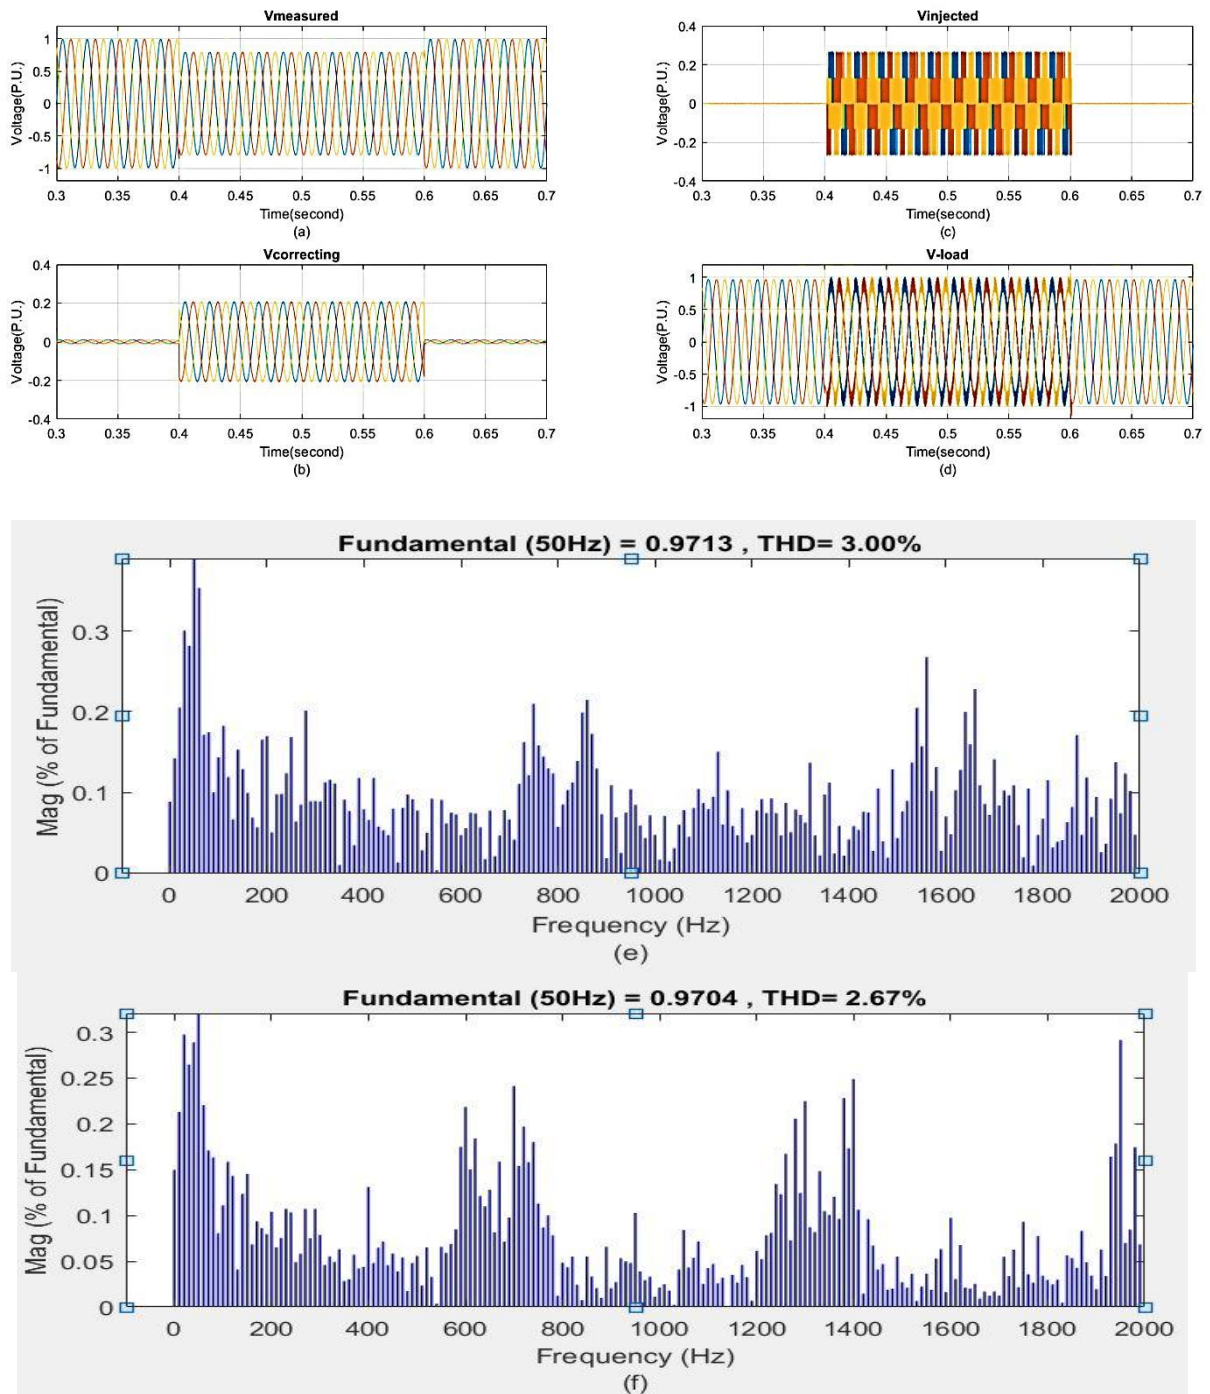 Vmeasured
Voltage(P.U.)
1
0.5
0
-0.5
-1
0.3 0.4 0.45 0.5 0.55 0.6 0.65 0.7
Time(second)
(a)
Vinjected
Voltage(P.U.)
0.4
0.2
0
-0.2
-0.4
0.3 0.4 0.45 0.5 0.55 0.6 0.65 0.7
Time(second)
(c)
Vcorrecting
Voltage(P.U.)
0.4
0.2
0
-0.2
-0.4
0.3 0.4 0.45 0.5 0.55 0.6 0.65 0.7
Time(second)
(b)
V-load
Voltage(P.U.)
1
0.5
0
-0.5
-1
0.3 0.4 0.45 0.5 0.55 0.6 0.65 0.7
Time(second)
(d)
Fundamental (50Hz) = 0.9713 , THD= 3.00%
Mag (% of Fundamental)
0.3
0.2
0.1
0
0 200 400 600 800 1000 1200 1400 1600 1800 2000
Frequency (Hz)
(e)
Fundamental (50Hz) = 0.9704 , THD= 2.67%
Mag (% of Fundamental)
0.3
0.25
0.2
0.15
0.1
0.05
0
0 200 400 600 800 1000 1200 1400 1600 1800 2000
Frequency (Hz)
(f)